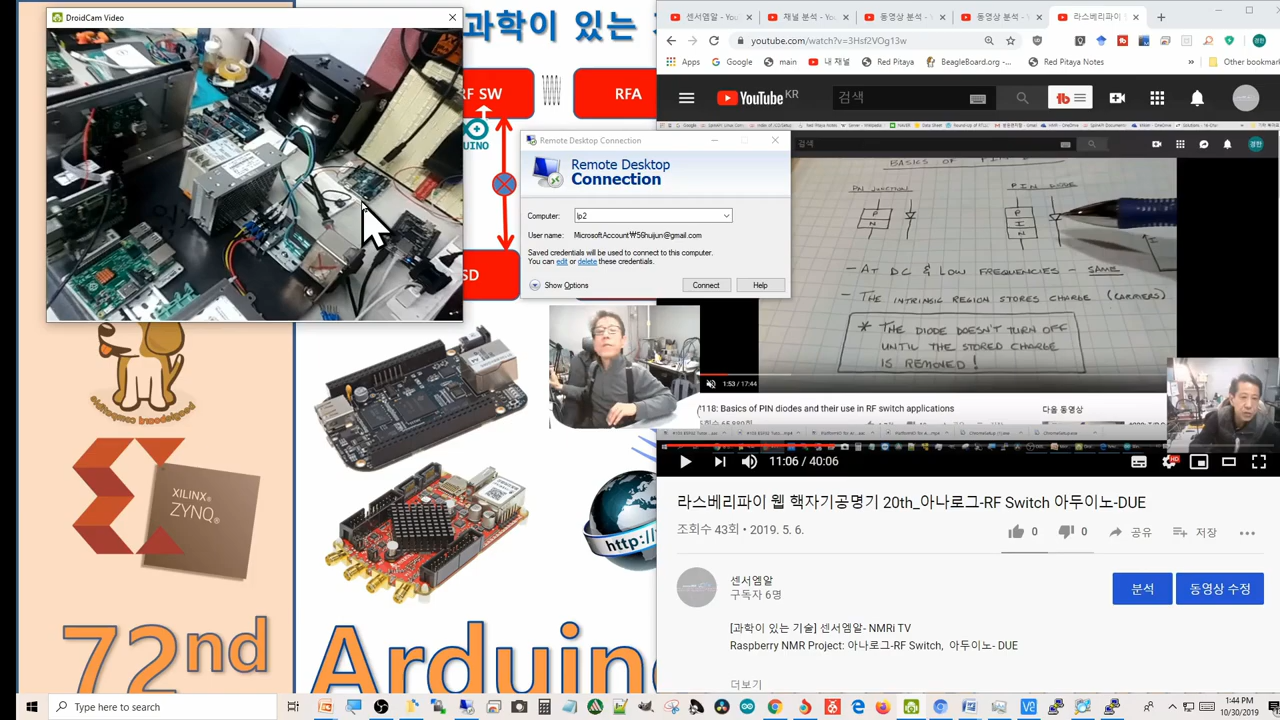 DroidCam Video
과학이 있는
RF SW
RFA
SD
Remote Desktop Connection
Remote Desktop
Connection
Computer:
lp2
User name:
MicrosoftAccount₩56huijun@gmail.com
Saved credentials will be used to connect to this computer.
You can edit or delete these credentials.
Show Options
Connect
Help
XILINX
ZYNQ
72nd
http://
센서엠알 - You
채널 분석 - You
동영상 분석 -
동영상 분석 - Y
라스베리파이
youtube.com/watch?v=3Hsf2VOg13w
Apps
Google
main
내 채널
Red Pitaya
BeagleBoard.org -
Red Pitaya Notes
Other bookmar
YouTube KR
검색
검색
BASICS OF PIN
PN JUNCTION
P
N
P
I
N
- AT DC & LOW FREQUENCIES - SAME
- THE INTRINSIC REGION STORES CHARGE (CARRIERS)
* THE DIODE DOESN'T TURN OFF
UNTIL THE STORED CHARGE
IS REMOVED!
1:53 / 17:44
118: Basics of PIN diodes and their use in RF switch applications
다음 동영상
11:06 / 40:06
라스베리파이 웹 핵자기공명기 20th_아나로그-RF Switch 아두이노-DUE
조회수 43회 • 2019. 5. 6.
0
0
공유
저장
센서엠알
구독자 6명
분석
동영상 수정
[과학이 있는 기술] 센서엠알- NMRi TV
Raspberry NMR Project: 아나로그-RF Switch, 아두이노- DUE
더보기
Type here to search
1:44 PM
10/30/2019